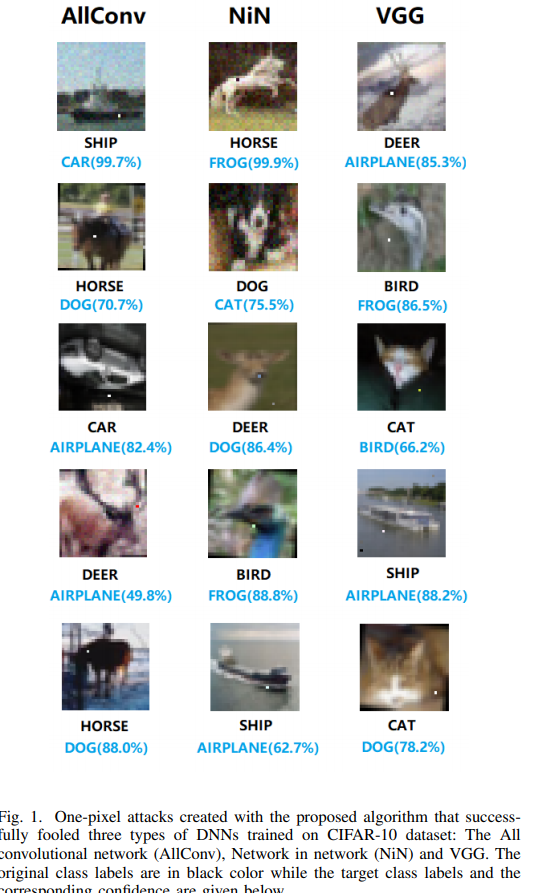 AllConv NiN VGG
SHIP HORSE DEER
CAR(99.7%) FROG(99.9%) AIRPLANE(85.3%)
HORSE DOG BIRD
DOG(70.7%) CAT(75.5%) FROG(86.5%)
CAR DEER CAT
AIRPLANE(82.4%) DOG(86.4%) BIRD(66.2%)
DEER BIRD SHIP
AIRPLANE(49.8%) FROG(88.8%) AIRPLANE(88.2%)
HORSE SHIP CAT
DOG(88.0%) AIRPLANE(62.7%) DOG(78.2%)
Fig. 1. One-pixel attacks created with the proposed algorithm that success-
fully fooled three types of DNNs trained on CIFAR-10 dataset: The All
convolutional network (AllConv), Network in network (NiN) and VGG. The
original class labels are in black color while the target class labels and the
corresponding confidence are given below.